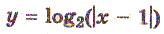 y = log₂(|x − 1|)